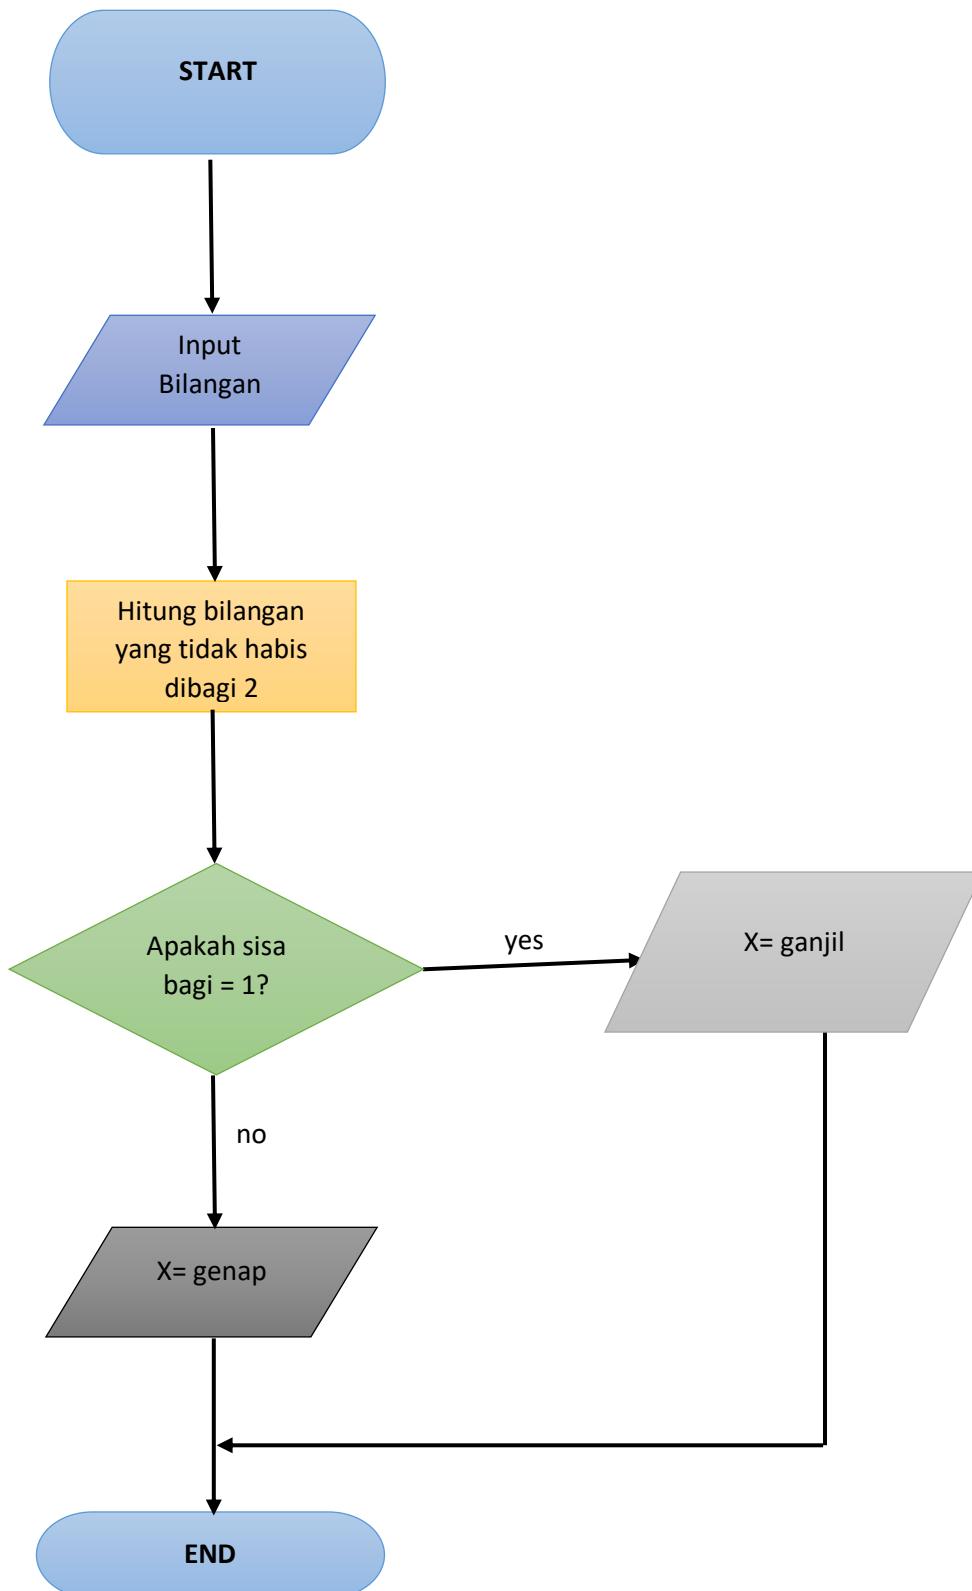 START
Input
Bilangan
Hitung bilangan
yang tidak habis
dibagi 2
Apakah sisa
bagi = 1?
yes
X= ganjil
no
X= genap
END